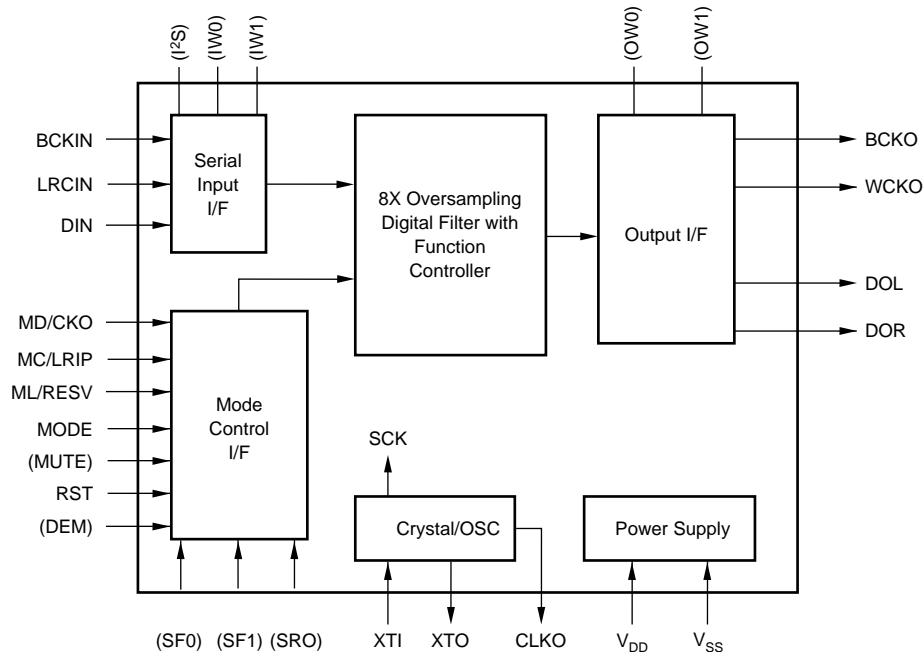 (I²S)
(IW0)
(IW1)
(OW0)
(OW1)
BCKIN
LRCIN
DIN
Serial
Input
I/F
8X Oversampling
Digital Filter with
Function
Controller
Output I/F
BCKO
WCKO
DOL
DOR
MD/CKO
MC/LRIP
ML/RESV
MODE
(MUTE)
RST
(DEM)
Mode
Control
I/F
SCK
Crystal/OSC
Power Supply
(SF0)
(SF1)
(SRO)
XTI
XTO
CLKO
V_DD
V_SS